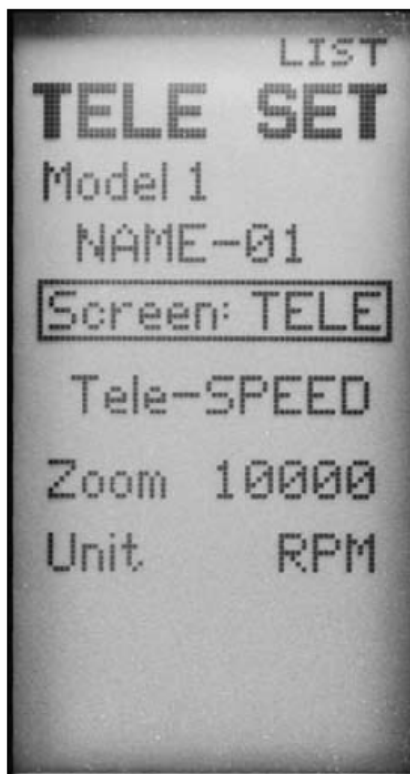 LIST
TELE SET
Model 1
NAME-01
Screen: TELE
Tele-SPEED
Zoom 10000
Unit RPM